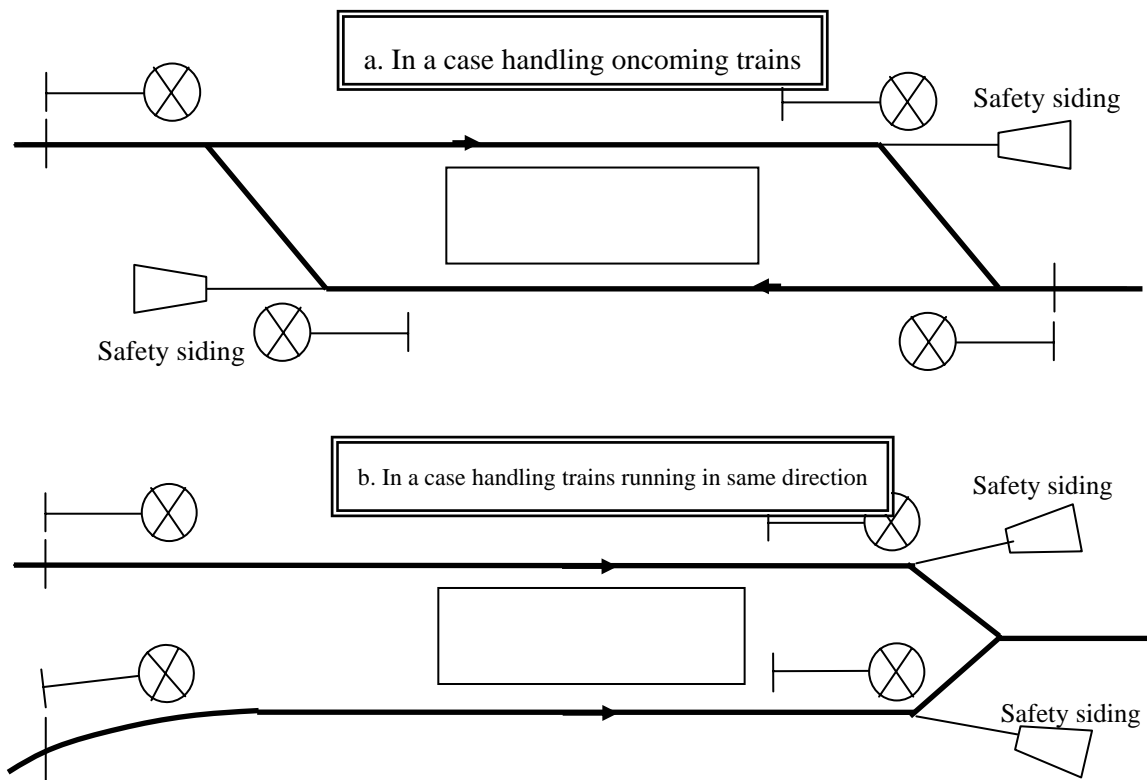 a. In a case handling oncoming trains
Safety siding
Safety siding
b. In a case handling trains running in same direction
Safety siding
Safety siding